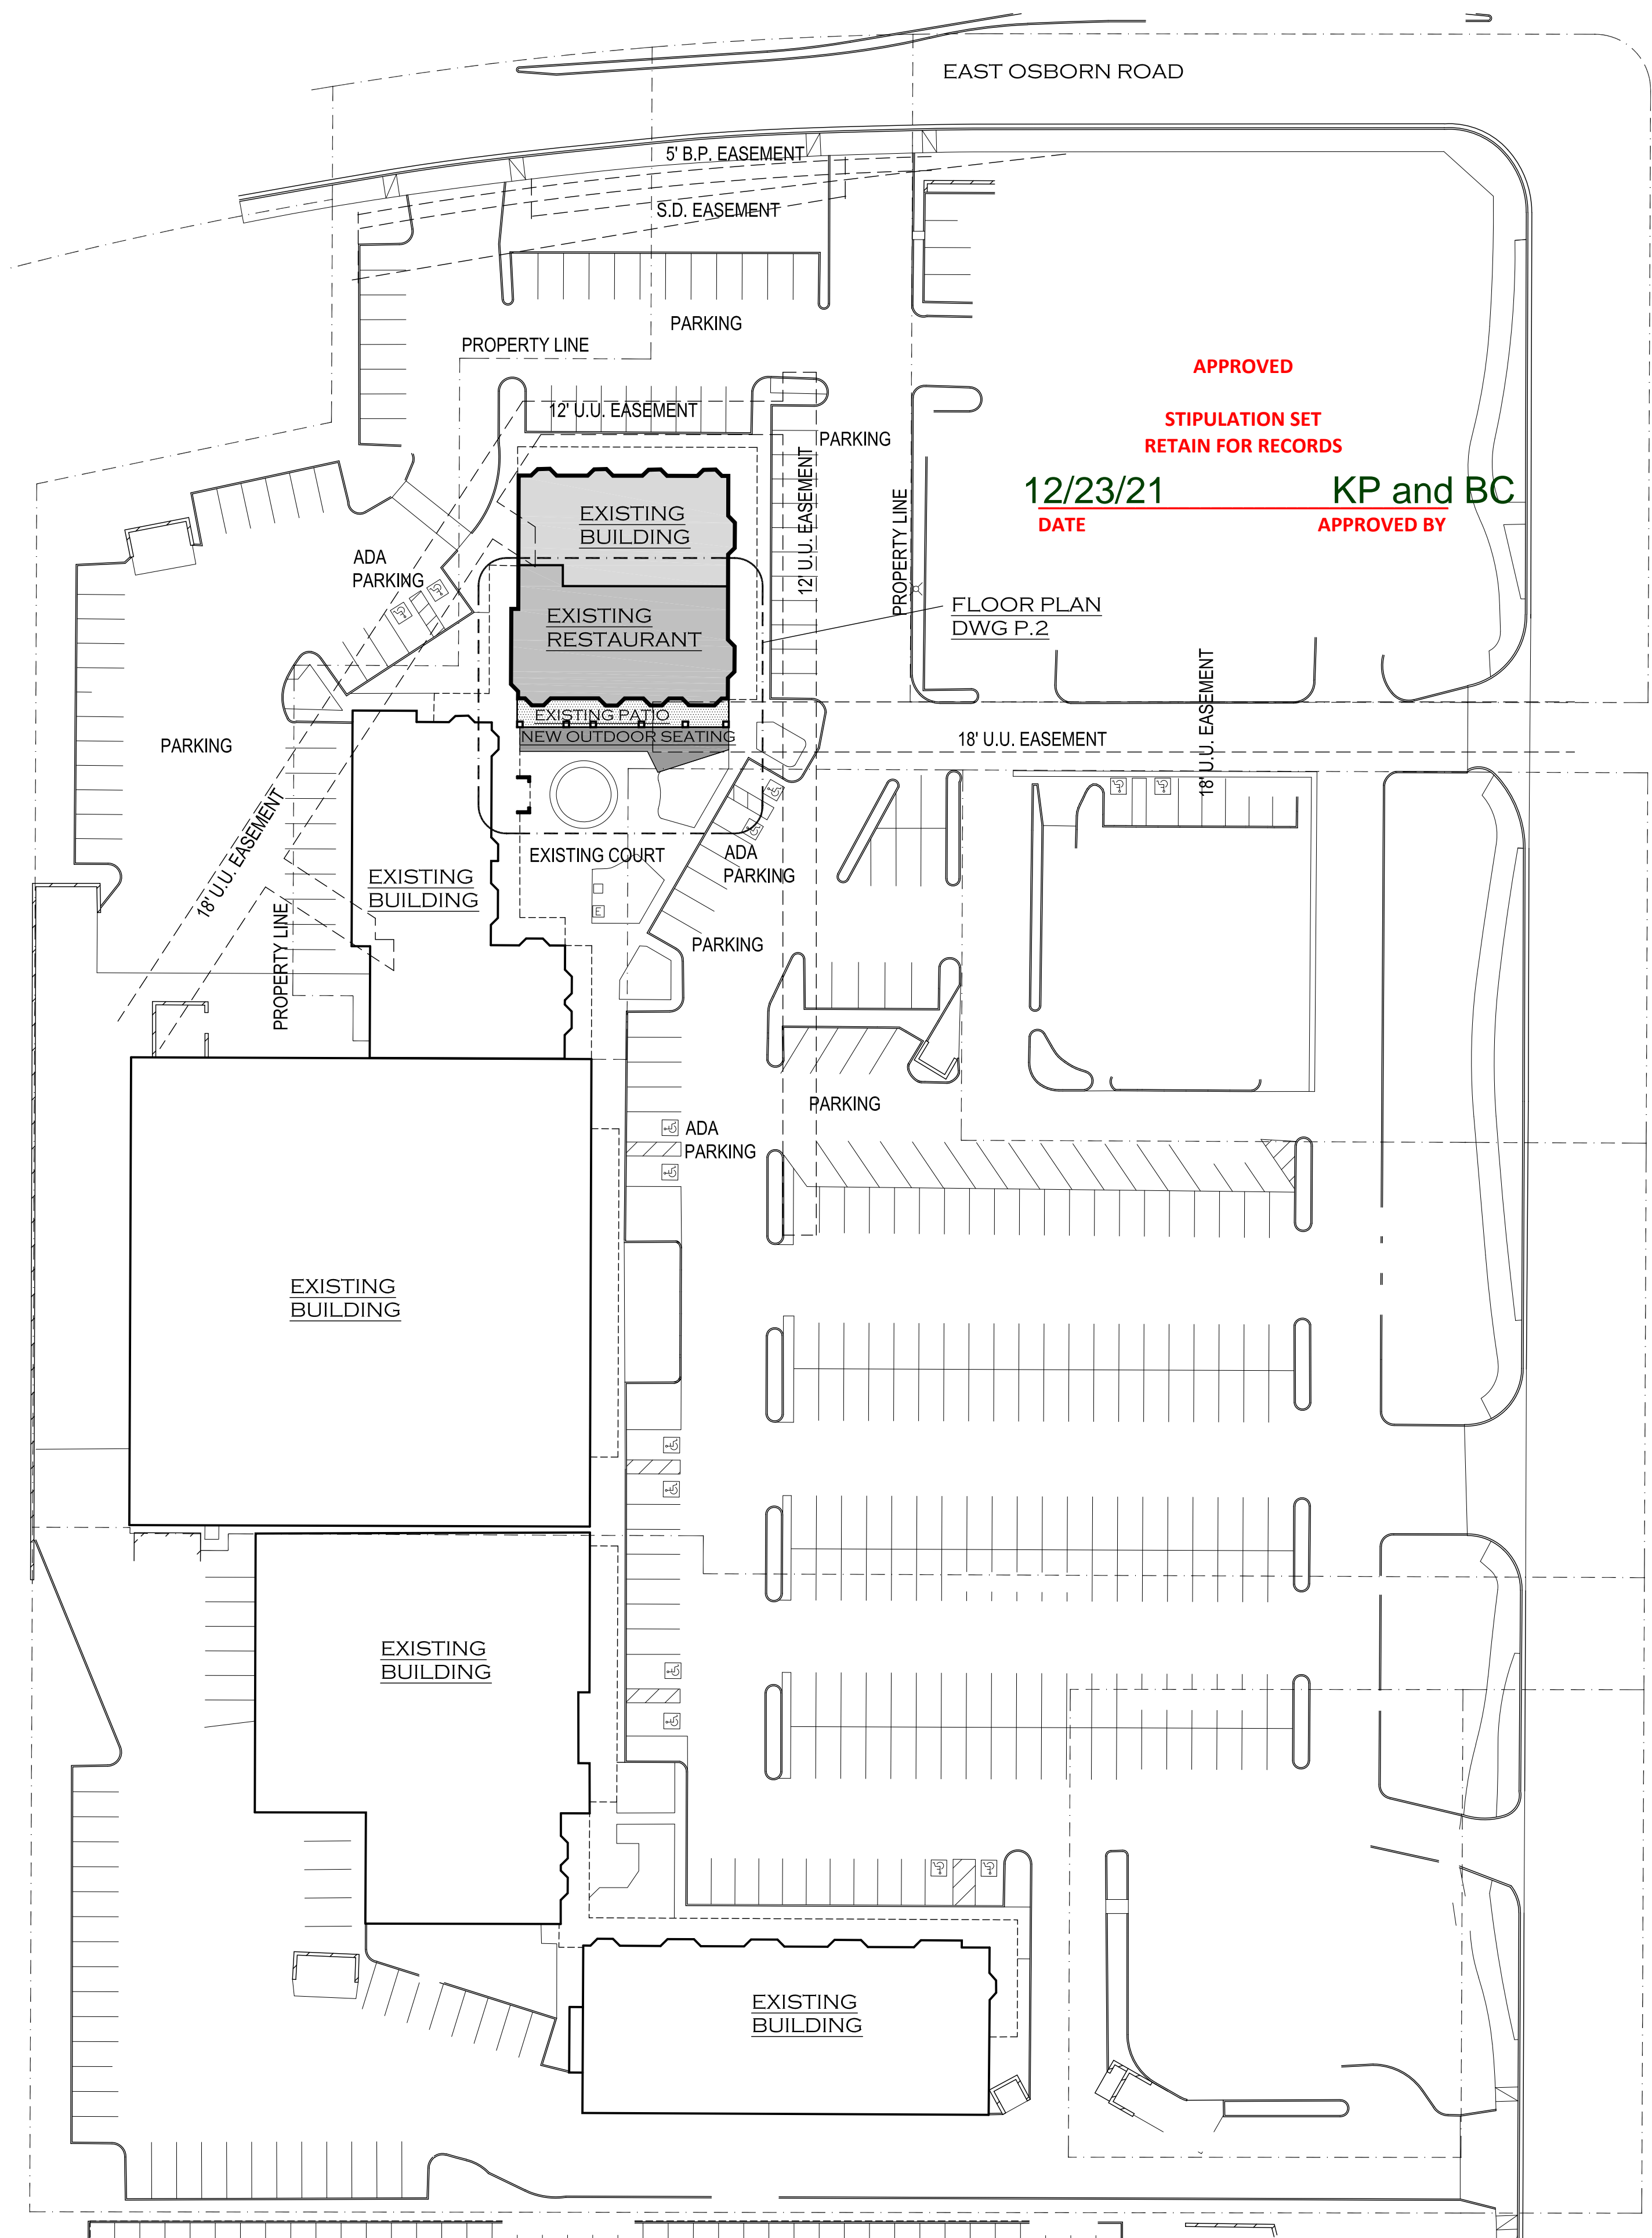 EAST OSBORN ROAD
5' B.P. EASEMENT
S.D. EASEMENT
PARKING
PROPERTY LINE
APPROVED
12' U.U. EASEMENT
STIPULATION SET
RETAIN FOR RECORDS
PARKING
12/23/21
KP and BC
DATE
APPROVED BY
12' U.U. EASEMENT
PROPERTY LINE
EXISTING
BUILDING
ADA
PARKING
EXISTING
RESTAURANT
FLOOR PLAN
DWG P.2
EXISTING PATIO
NEW OUTDOOR SEATING
18' U.U. EASEMENT
18' U.U. EASEMENT
PARKING
18' U.U. EASEMENT
EXISTING COURT
ADA
PARKING
EXISTING
BUILDING
E
PARKING
PROPERTY LINE
PARKING
ADA
PARKING
EXISTING
BUILDING
EXISTING
BUILDING
EXISTING
BUILDING